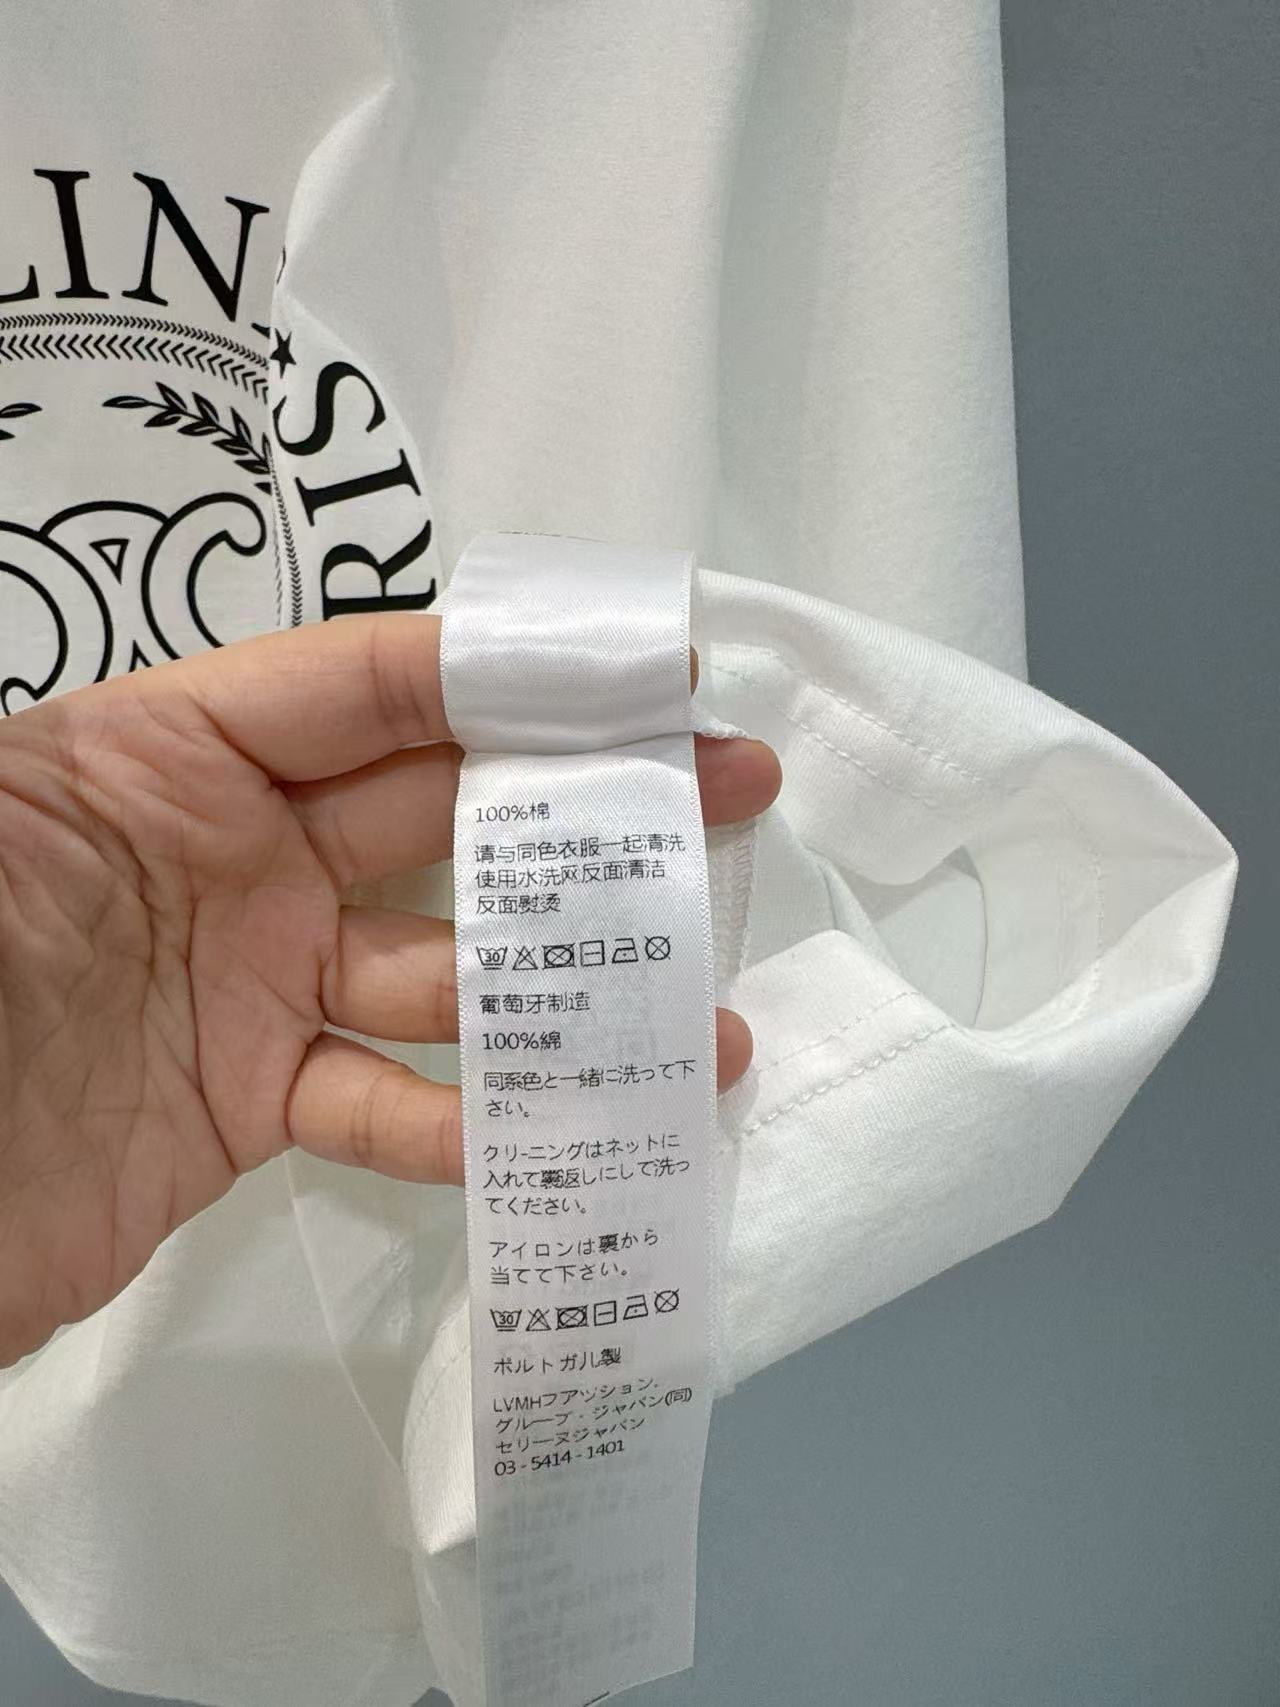 LIN
RIS
100%棉
请与同色衣服一起清洗
使用水洗网反面清洁
反面熨烫
30
葡萄牙制造
100%綿
同系色と一緒に洗って下
さい。
クリ-ニングはネットに
入れて裏返しにして洗っ
てください。
アイロンは裏から
当てて下さい。
30
ポルトガル製
LVMHフアッション.
グループ・ジャパン(同)
セリーヌジャパン
03-5414-1401